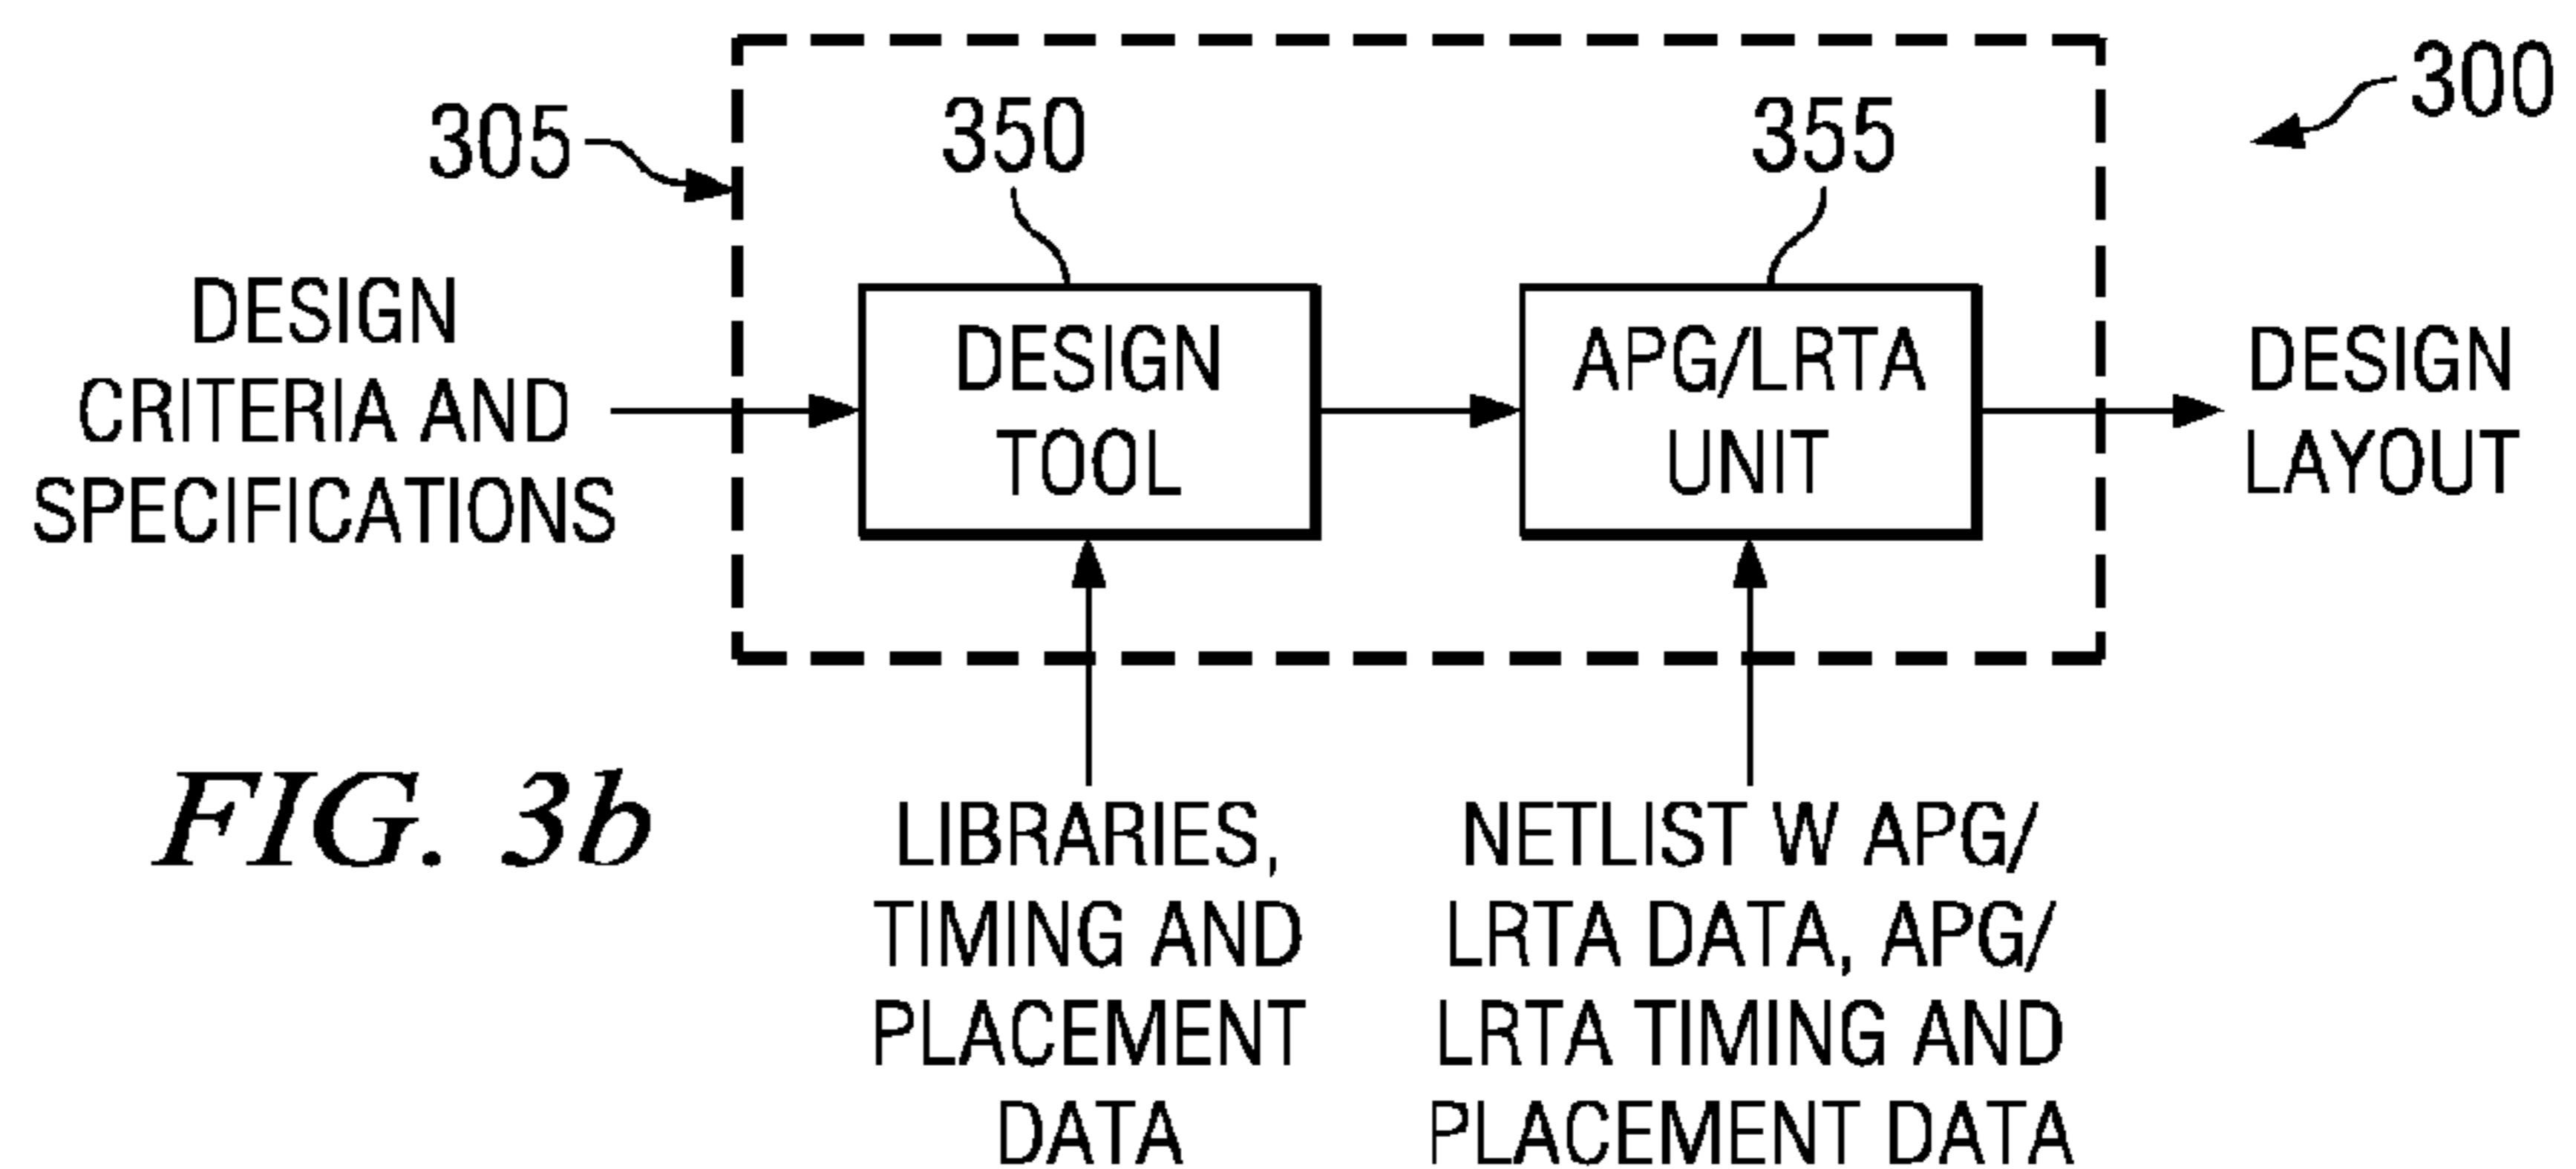 300
305
350
355
DESIGN
CRITERIA AND
SPECIFICATIONS
DESIGN
TOOL
APG/LRTA
UNIT
DESIGN
LAYOUT
LIBRARIES,
TIMING AND
PLACEMENT
DATA
NETLIST W APG/
LRTA DATA, APG/
LRTA TIMING AND
PLACEMENT DATA
FIG. 3b